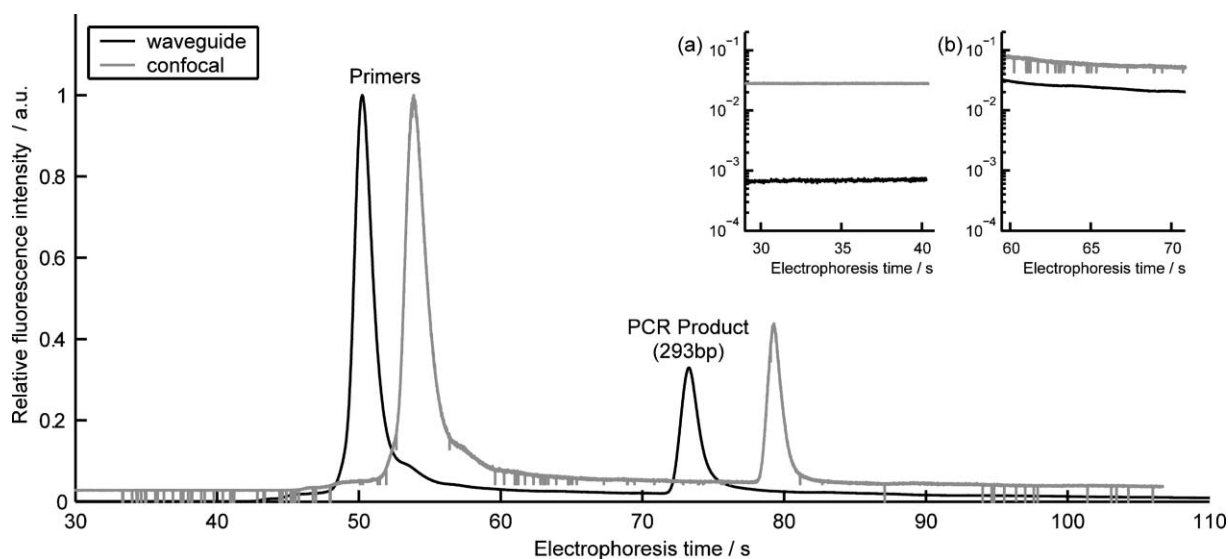 waveguide
confocal
Primers
PCR Product
(293bp)
Relative fluorescence intensity / a.u.
1
0.8
0.6
0.4
0.2
0
30 40 50 60 70 80 90 100 110
Electrophoresis time / s
(a)
10⁻¹
10⁻²
10⁻³
10⁻⁴
30 35 40
Electrophoresis time / s
(b)
10⁻¹
10⁻²
10⁻³
10⁻⁴
60 65 70
Electrophoresis time / s